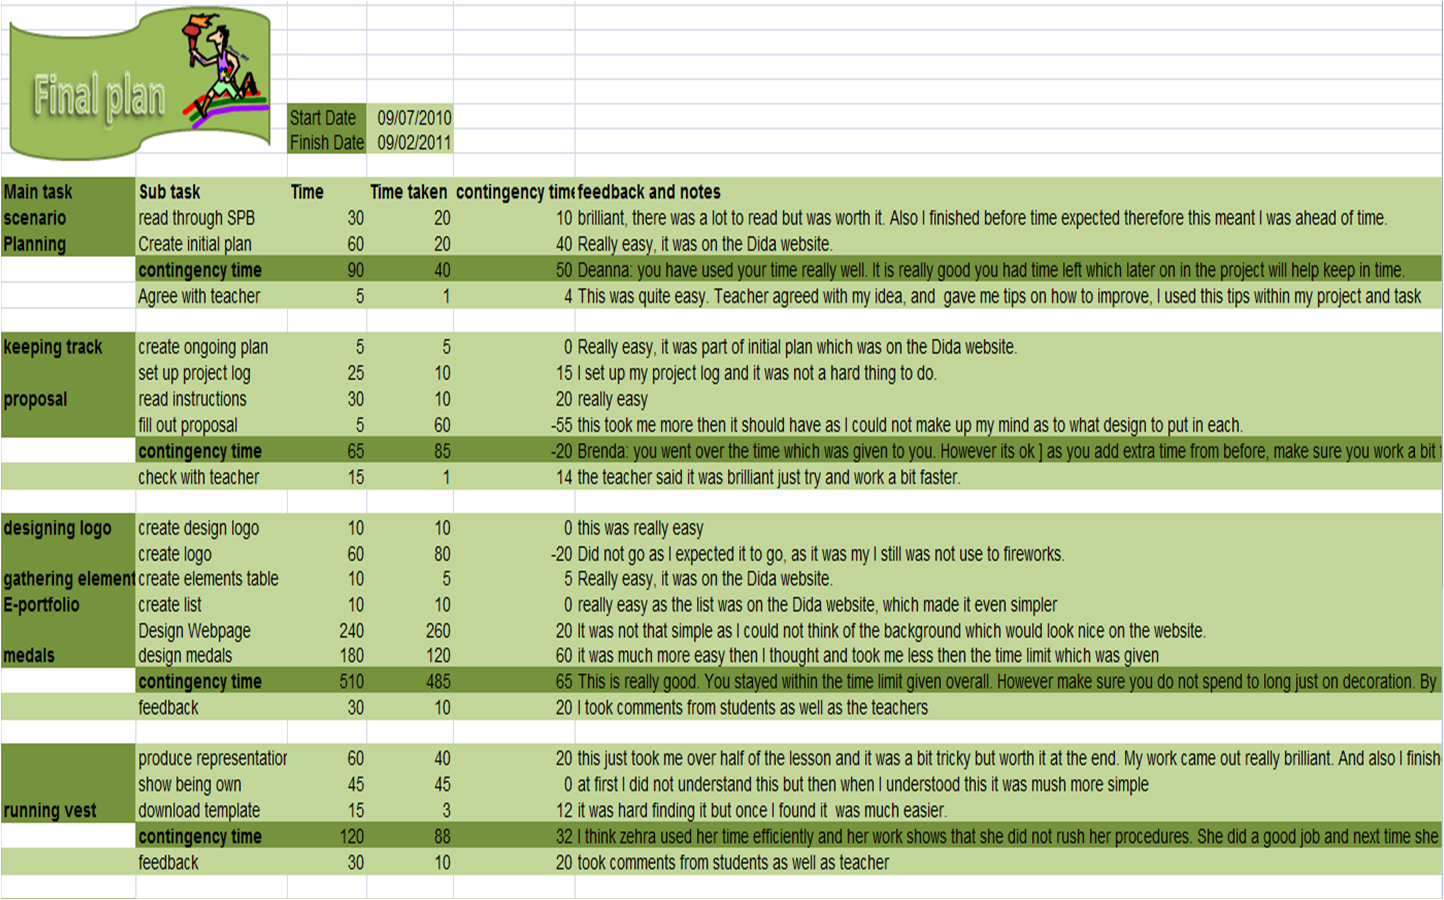 Final plan
Start Date 09/07/2010
Finish Date 09/02/2011
Main task Sub task Time Time taken contingency time feedback and notes
scenario read through SPB 30 20 10 brilliant, there was a lot to read but was worth it. Also I finished before time expected therefore this meant I was ahead of time.
Planning Create initial plan 60 20 40 Really easy, it was on the Dida website.
contingency time 90 40 50 Deanna: you have used your time really well. It is really good you had time left which later on in the project will help keep in time.
Agree with teacher 5 1 4 This was quite easy. Teacher agreed with my idea, and gave me tips on how to improve, I used this tips within my project and task
keeping track create ongoing plan 5 5 0 Really easy, it was part of initial plan which was on the Dida website.
set up project log 25 10 15 I set up my project log and it was not a hard thing to do.
proposal read instructions 30 10 20 really easy
fill out proposal 5 60 -55 this took me more then it should have as I could not make up my mind as to what design to put in each.
contingency time 65 85 -20 Brenda: you went over the time which was given to you. However its ok ] as you add extra time from before, make sure you work a bit
check with teacher 15 1 14 the teacher said it was brilliant just try and work a bit faster.
designing logo create design logo 10 10 0 this was really easy
create logo 60 80 -20 Did not go as I expected it to go, as it was my I still was not use to fireworks.
gathering element create elements table 10 5 5 Really easy, it was on the Dida website.
E-portfolio create list 10 10 0 really easy as the list was on the Dida website, which made it even simpler
Design Webpage 240 260 20 It was not that simple as I could not think of the background which would look nice on the website.
medals design medals 180 120 60 it was much more easy then I thought and took me less then the time limit which was given
contingency time 510 485 65 This is really good. You stayed within the time limit given overall. However make sure you do not spend to long just on decoration. By
feedback 30 10 20 I took comments from students as well as the teachers
produce representation 60 40 20 this just took me over half of the lesson and it was a bit tricky but worth it at the end. My work came out really brilliant. And also I finish
show being own 45 45 0 at first I did not understand this but then when I understood this it was mush more simple
running vest download template 15 3 12 it was hard finding it but once I found it was much easier.
contingency time 120 88 32 I think zehra used her time efficiently and her work shows that she did not rush her procedures. She did a good job and next time she
feedback 30 10 20 took comments from students as well as teacher